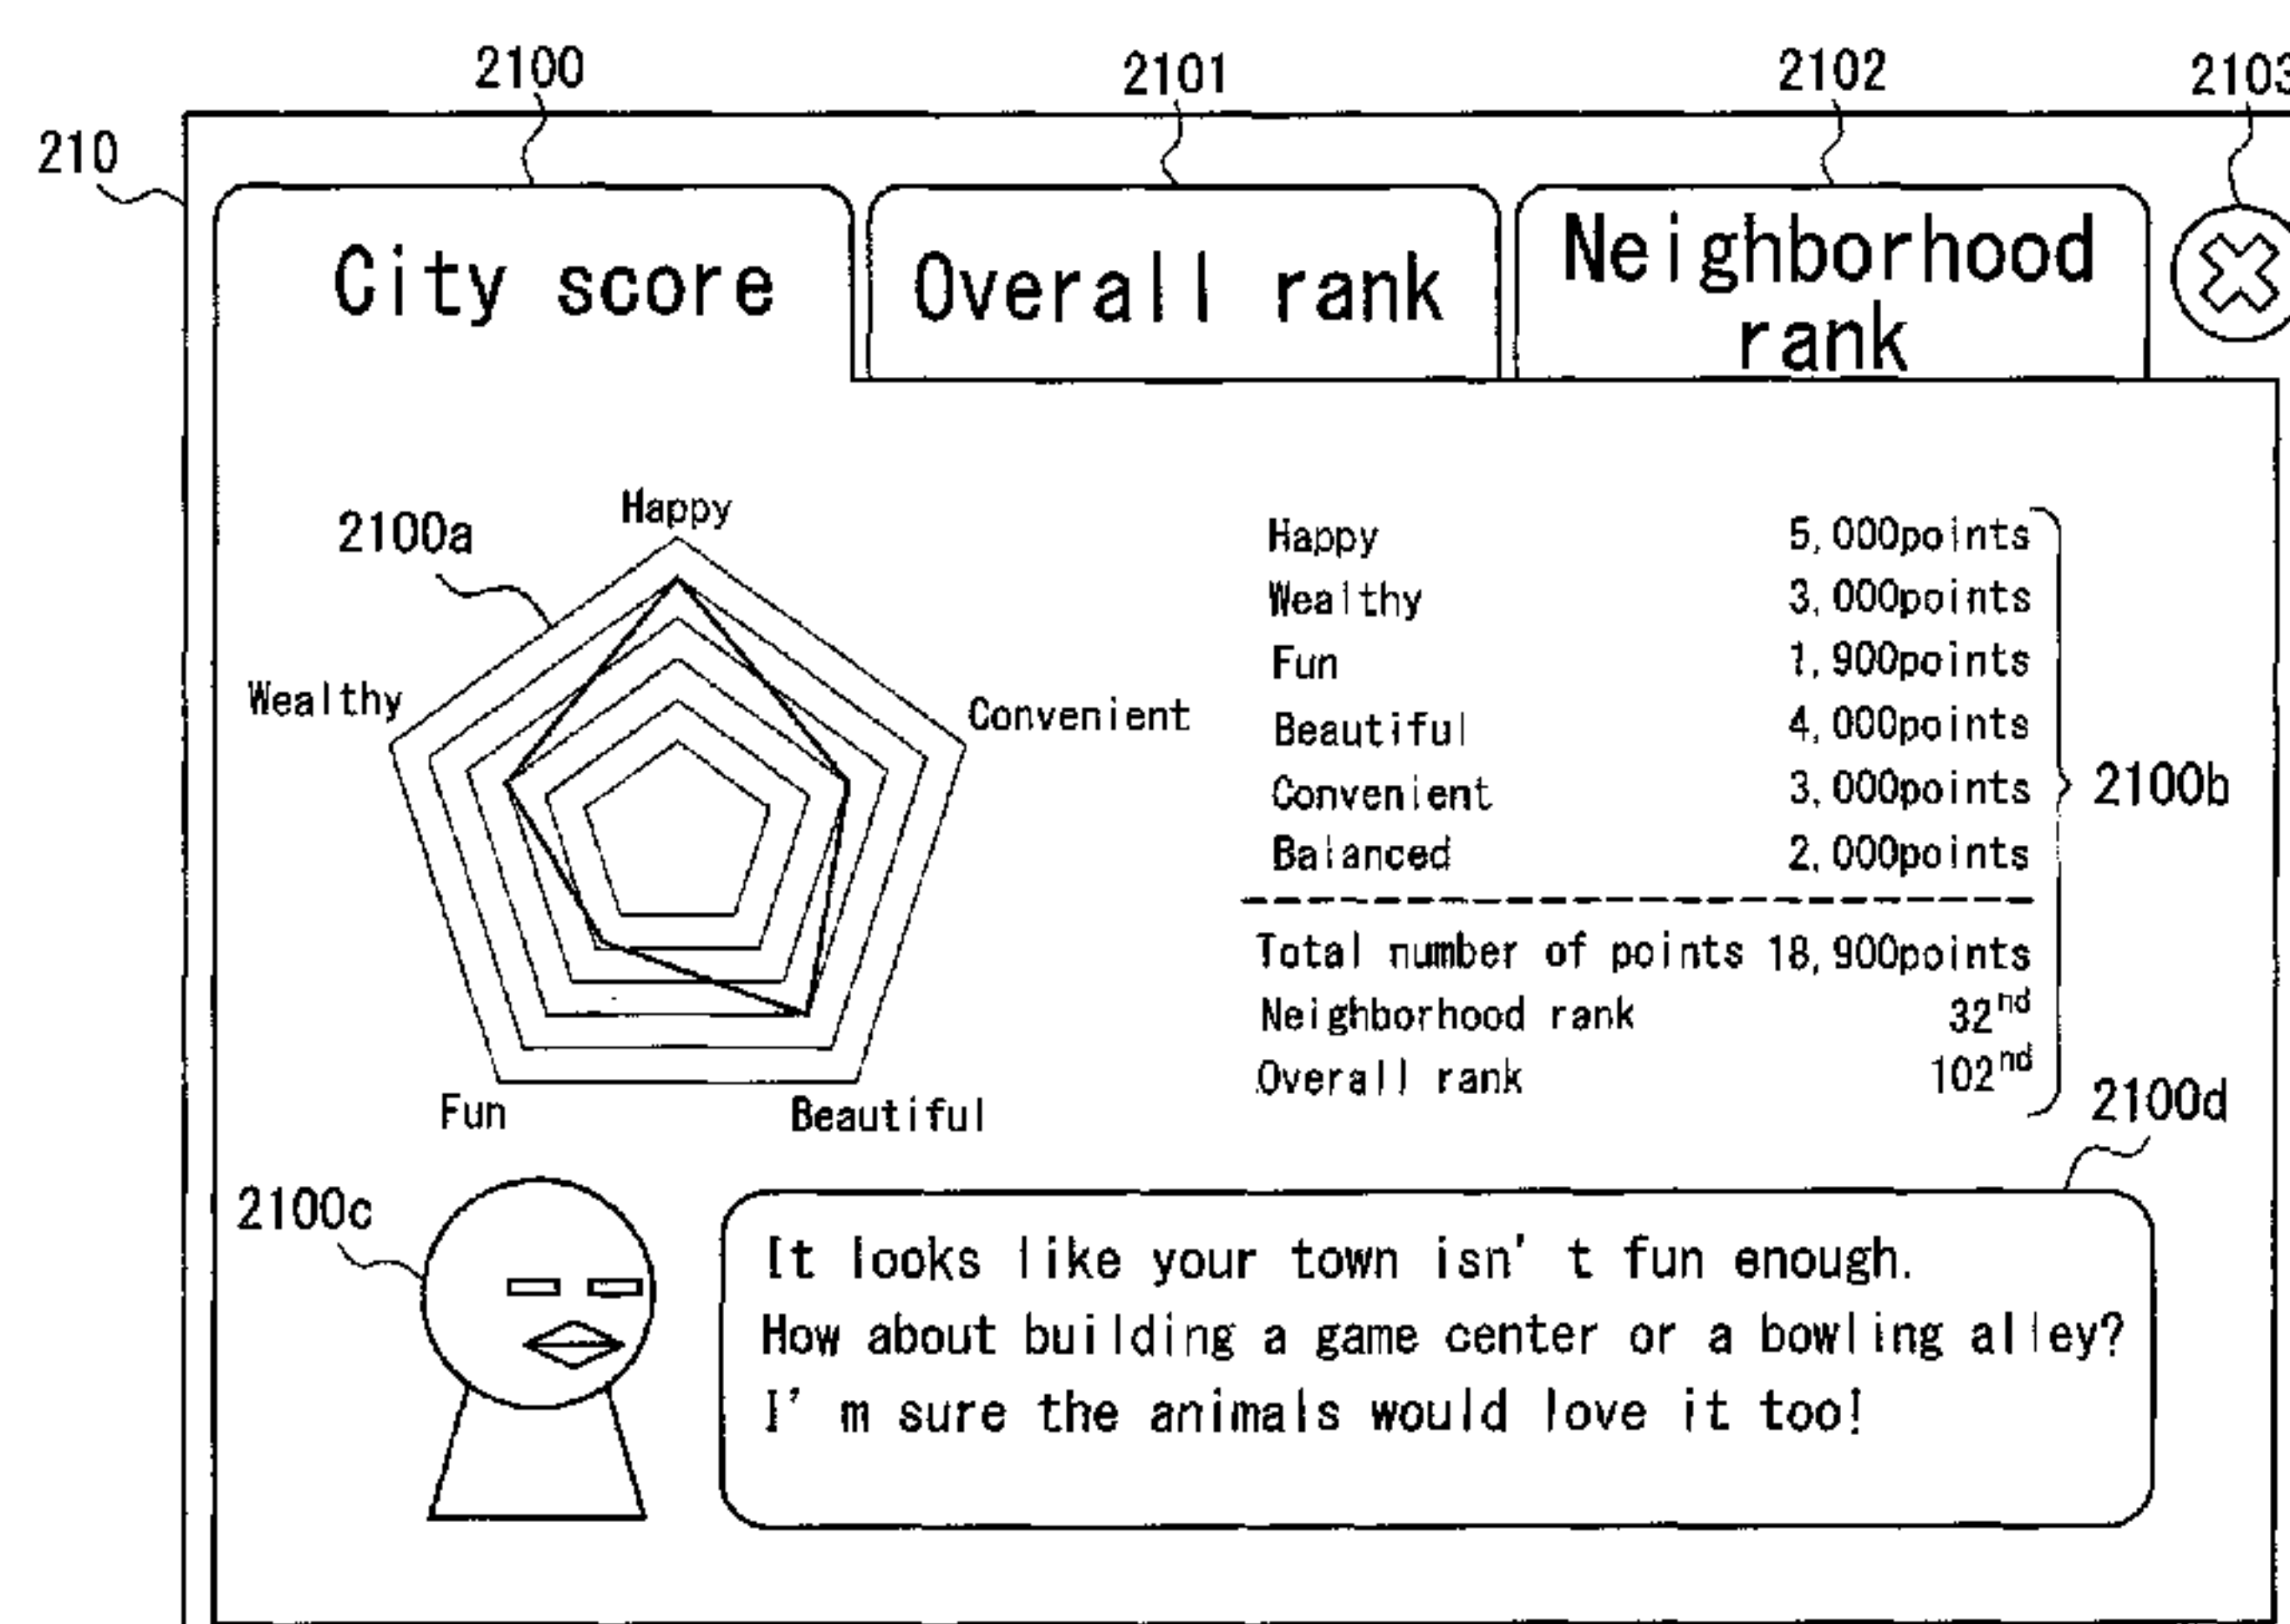 2100
2101
2102
2103
210
City score
Overall rank
Neighborhood
rank
2100a
Happy
Wealthy
Convenient
Fun
Beautiful
Happy 5,000points
Wealthy 3,000points
Fun 1,900points
Beautiful 4,000points
Convenient 3,000points
Balanced 2,000points
Total number of points 18,900points
Neighborhood rank 32nd
Overall rank 102nd
2100b
2100d
2100c
It looks like your town isn't fun enough.
How about building a game center or a bowling alley?
I'm sure the animals would love it too!